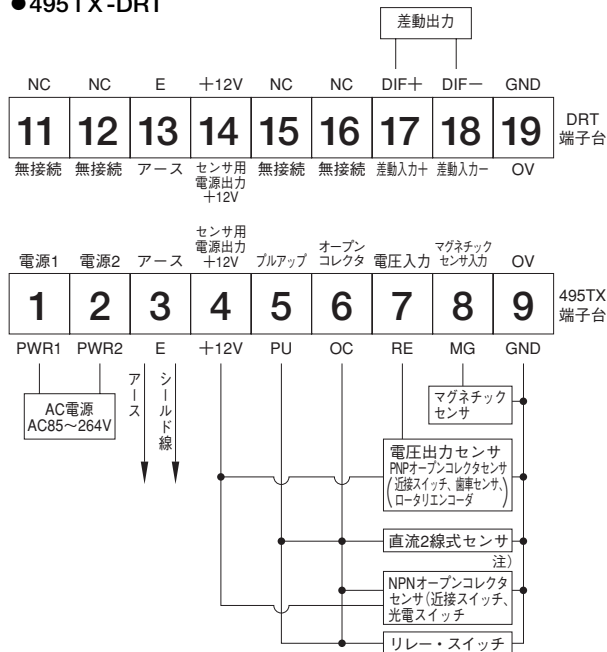 ●495TX-DRT
差動出力
NC NC E ＋12V NC NC DIF＋ DIF－ GND
11 12 13 14 15 16 17 18 19
DRT
端子台
無接続 無接続 アース センサ用 無接続 無接続 差動入力＋ 差動入力－ OV
電源出力
＋12V
センサ用
電源出力
＋12V
電源1 電源2 アース プルアップ オープン
コレクタ 電圧入力 マグネチック
センサ入力 OV
1 2 3 4 5 6 7 8 9
495TX
端子台
PWR1 PWR2 E ＋12V PU OC RE MG GND
AC電源
AC85～264V
アース
シールド線
マグネチック
センサ
電圧出力センサ
PNPオープンコレクタセンサ
(近接スイッチ、歯車センサ、
ロータリエンコーダ)
直流2線式センサ
注）
NPNオープンコレクタ
センサ(近接スイッチ、
光電スイッチ
リレー・スイッチ